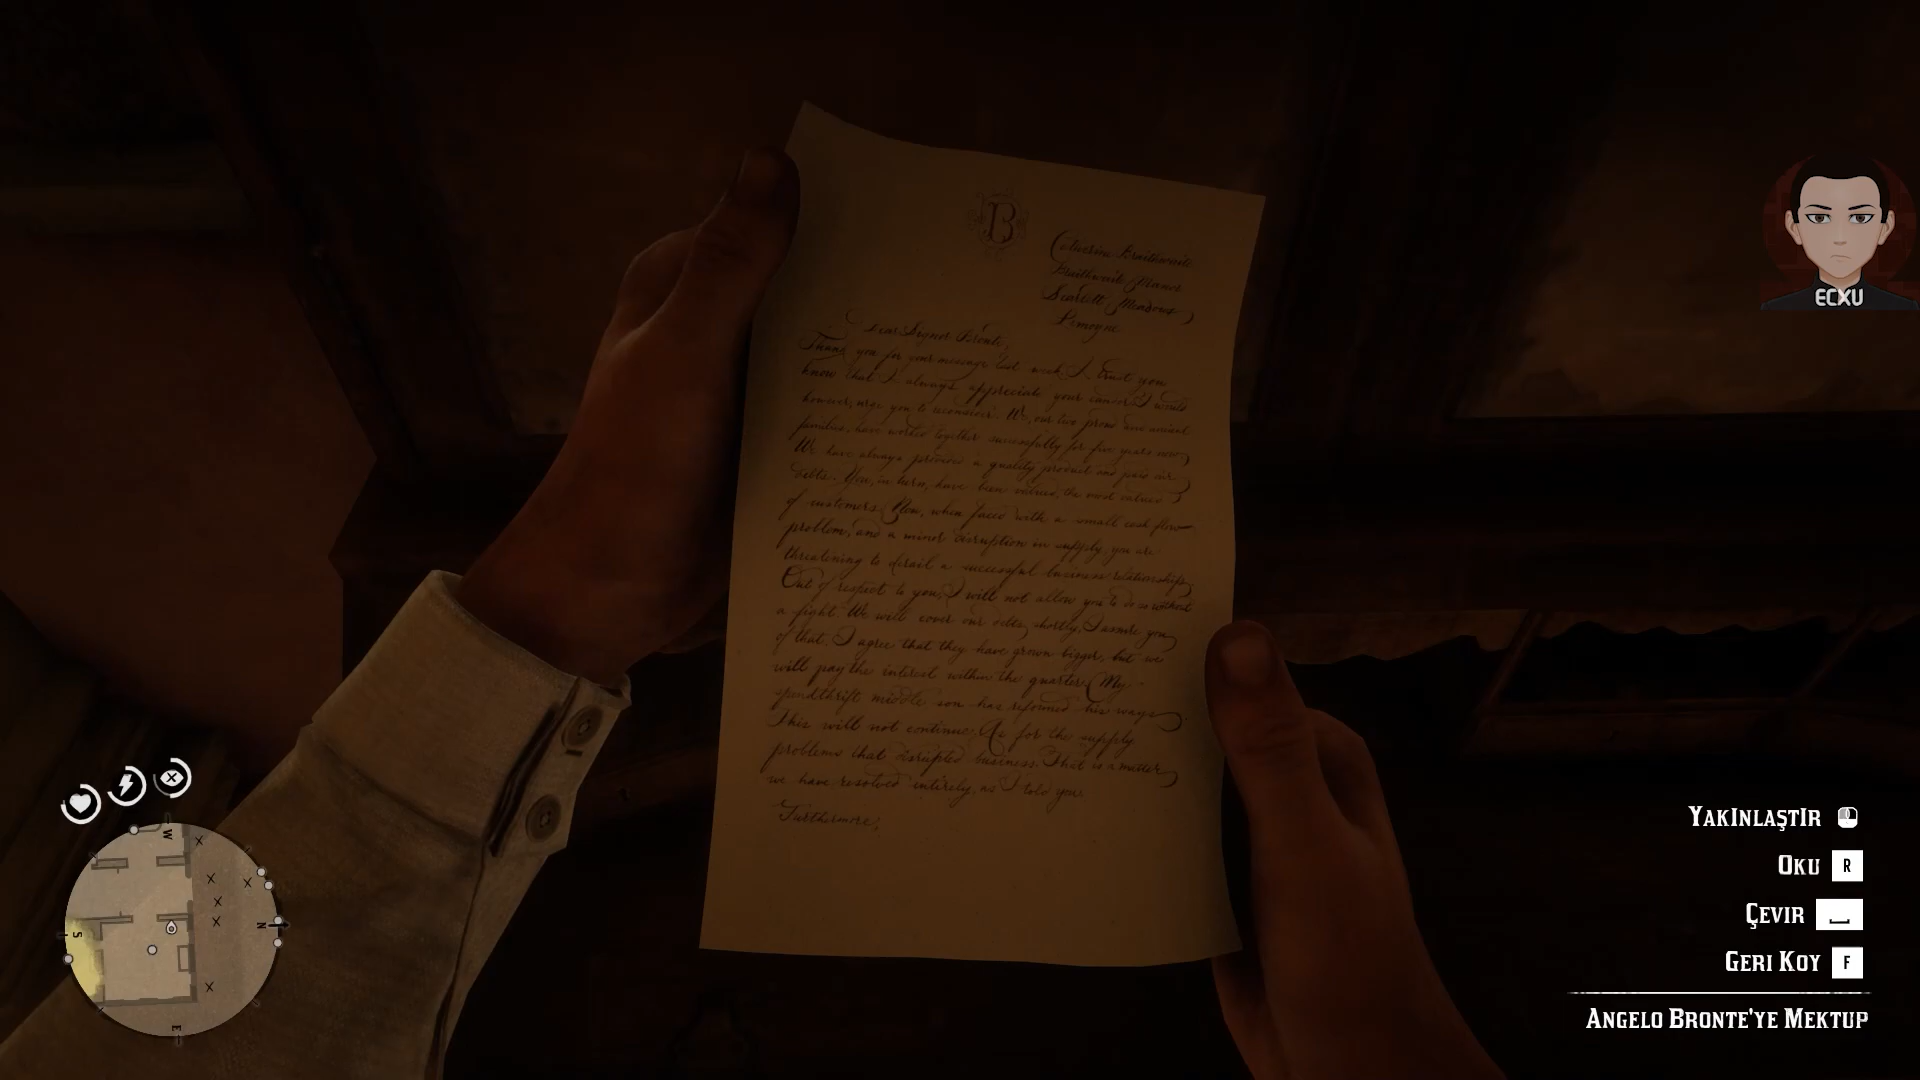 B
Catherine Braithwaite
Braithwaite Manor
Scarlett Meadows,
Lemoyne
Dear Signor Bronte,
Thank you for your message last week. I trust you
know that I always appreciate your candor. I would
however, urge you to reconsider. We, our two proud and ancient
families, have worked together successfully for five years now.
We have always provided a quality product and paid our
debts. You, in turn, have been valued, the most valued
of customers. Now, when faced with a small cash flow
problem, and a minor disruption in supply, you are
threatening to derail a successful business relationship.
Out of respect to you, I will not allow you to do so without
a fight. We will cover our debts shortly, I assure you
of that. I agree that they have grown bigger, but we
will pay the interest within the quarter. My
spendthrift middle son has reformed his ways.
This will not continue. As for the supply
problems that disrupted business. That is a matter
we have resolved entirely, as I told you.
Furthermore,
ECXU
YAKINLAŞTIR
OKU R
ÇEVIR
GERI KOY F
ANGELO BRONTE'YE MEKTUP
W
N
S
E